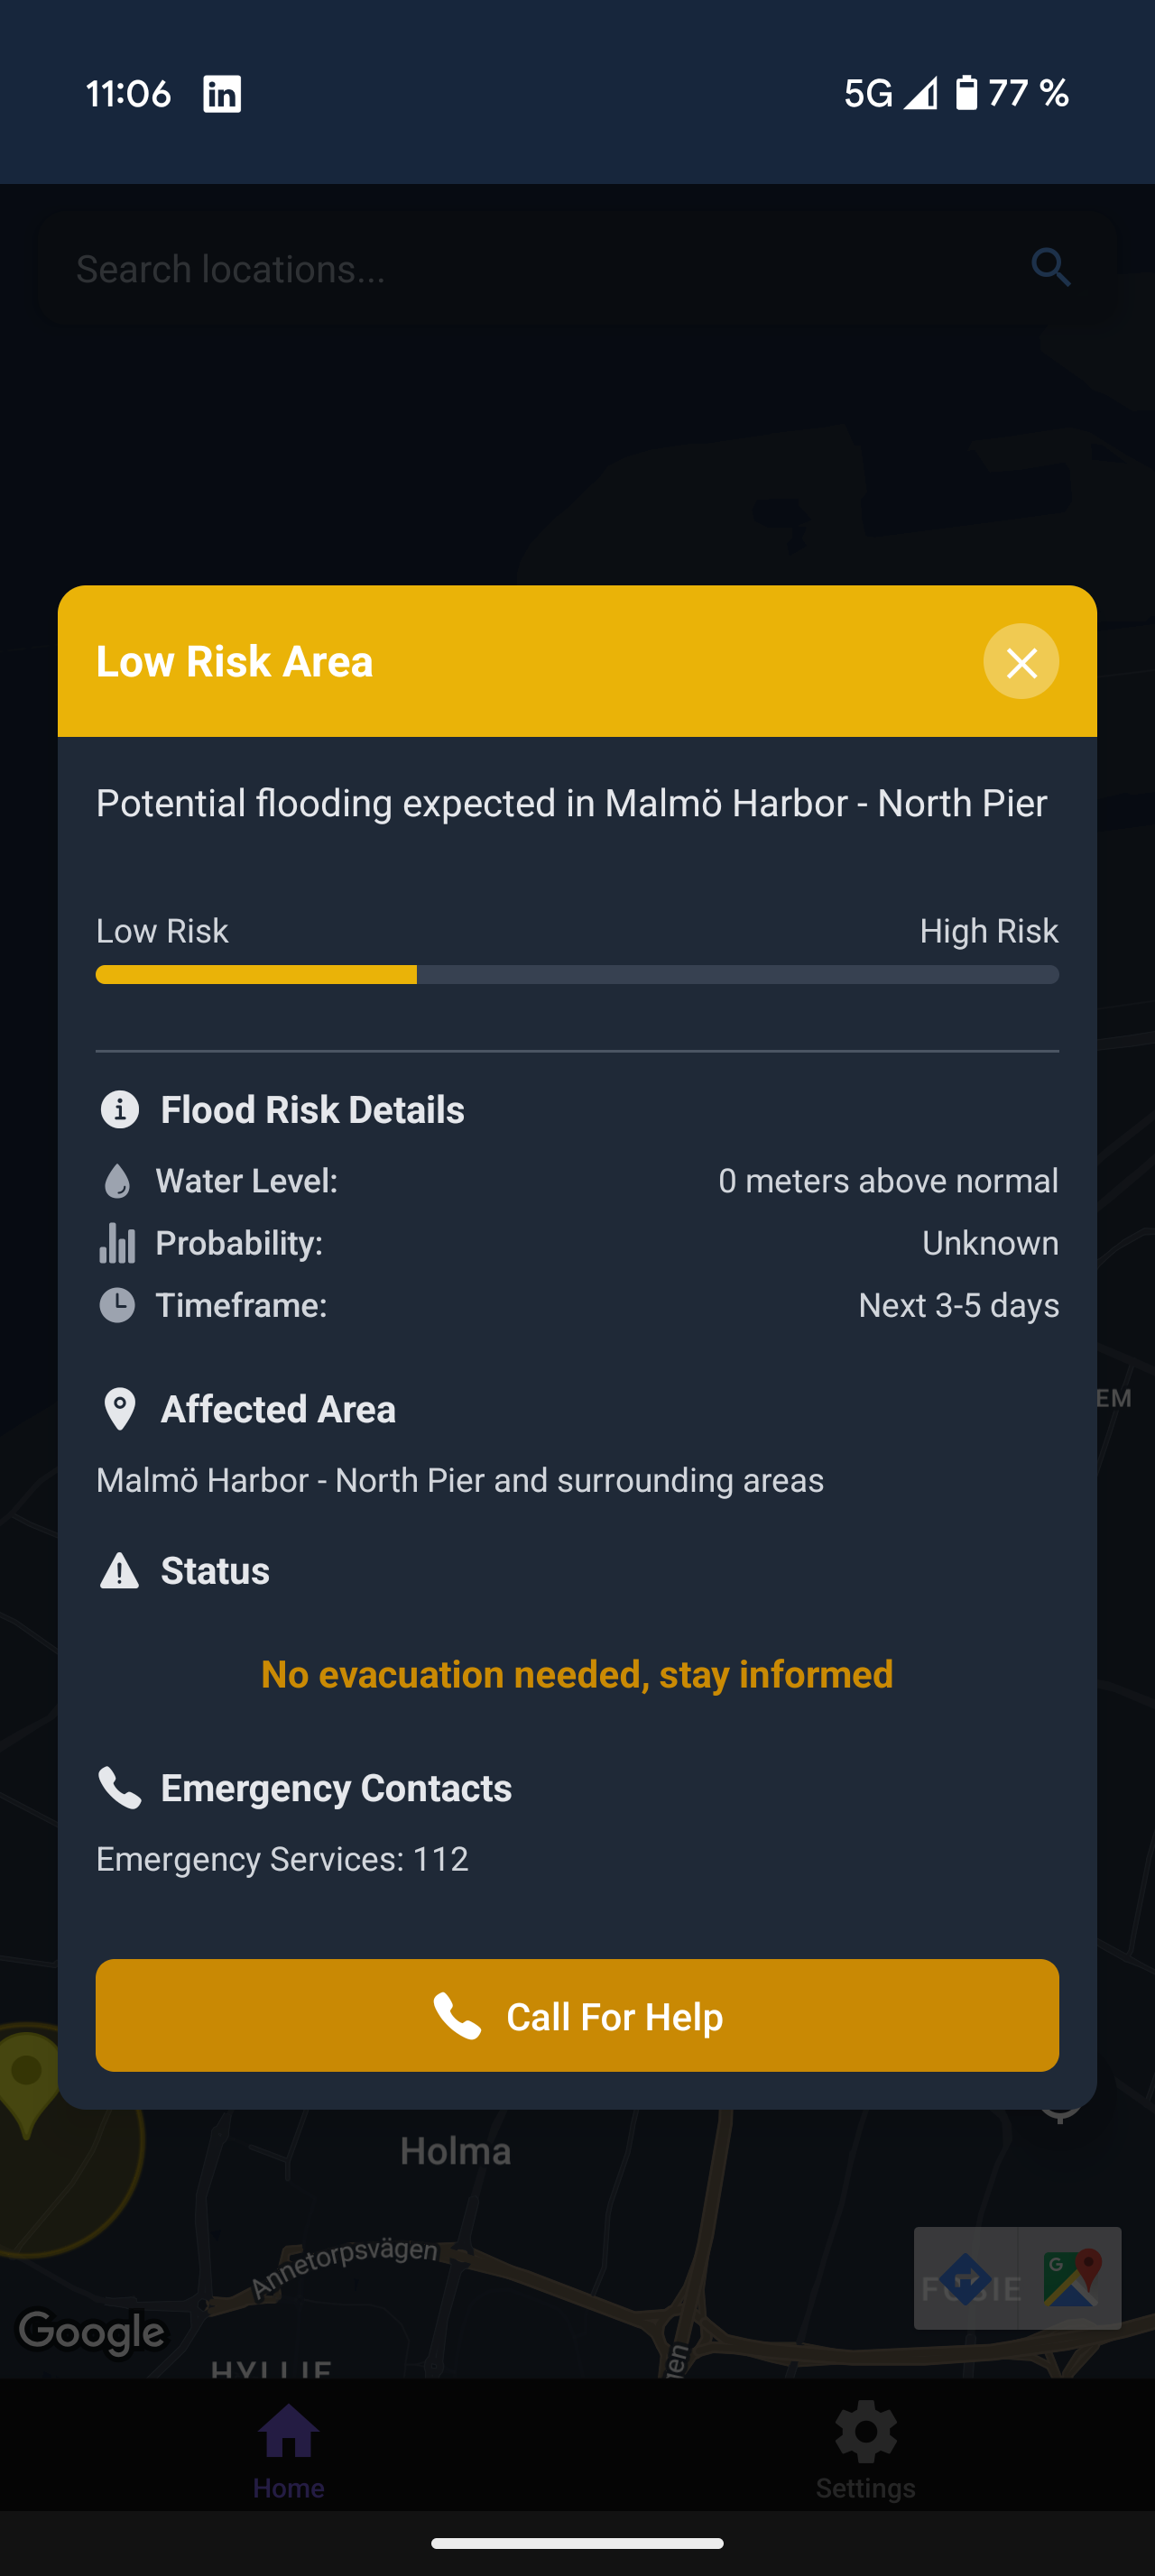 11:06 in 5G 77 %
Search locations...
Low Risk Area
Potential flooding expected in Malmö Harbor - North Pier
Low Risk High Risk
Flood Risk Details
Water Level: 0 meters above normal
Probability: Unknown
Timeframe: Next 3-5 days
EM
Affected Area
Malmö Harbor - North Pier and surrounding areas
Status
No evacuation needed, stay informed
Emergency Contacts
Emergency Services: 112
Call For Help
Holma
Annetorpsvägen
G
Google
HYLLIE
Home Settings